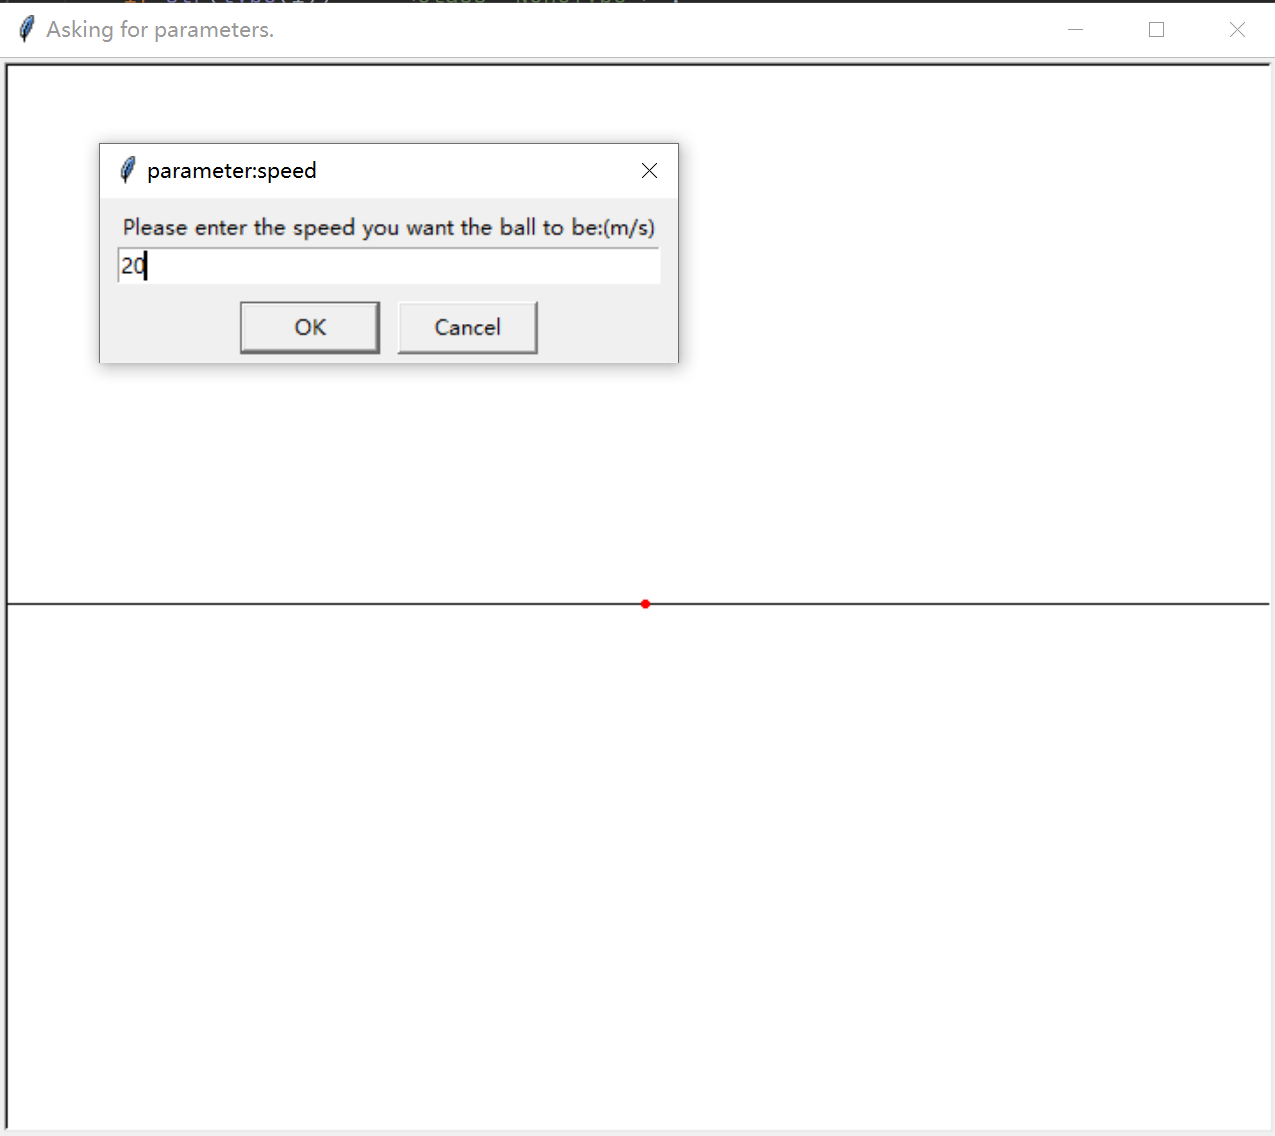 Asking for parameters.
parameter:speed
Please enter the speed you want the ball to be:(m/s)
20
OK
Cancel